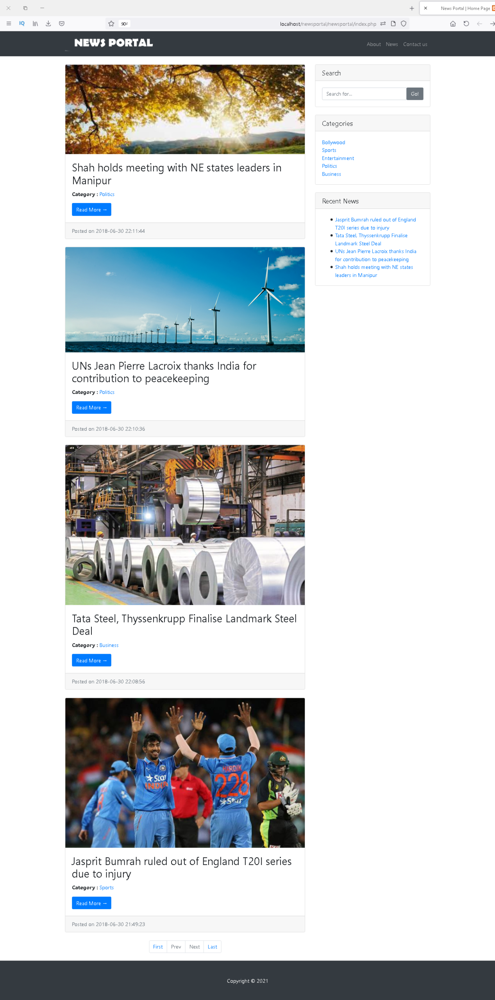 News Portal | Home Page
IQ
90%
localhost/newsportal/newsportal/index.php
NEWS PORTAL
About News Contact us
Shah holds meeting with NE states leaders in
Manipur
Category : Politics
Read More →
Posted on 2018-06-30 22:11:44
UNs Jean Pierre Lacroix thanks India for
contribution to peacekeeping
Category : Politics
Read More →
Posted on 2018-06-30 22:10:36
Tata Steel, Thyssenkrupp Finalise Landmark Steel
Deal
Category : Business
Read More →
Posted on 2018-06-30 22:08:56
Star
INDIA
HARDIK
228
Star
Jasprit Bumrah ruled out of England T20I series
due to injury
Category : Sports
Read More →
Posted on 2018-06-30 21:49:23
First Prev Next Last
Search
Search for...
Go!
Categories
Bollywood
Sports
Entertainment
Politics
Business
Recent News
Jasprit Bumrah ruled out of England
T20I series due to injury
Tata Steel, Thyssenkrupp Finalise
Landmark Steel Deal
UNs Jean Pierre Lacroix thanks India
for contribution to peacekeeping
Shah holds meeting with NE states
leaders in Manipur
Copyright © 2021